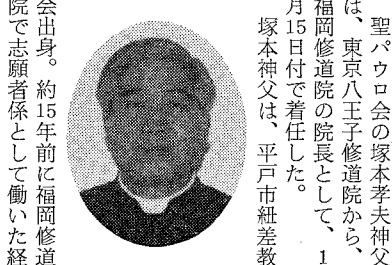 聖パウロ会の塚本孝夫神父
は、東京八王子修道院から、
福岡修道院の院長として、1
月15日付で着任した。
塚本神父は、平戸市紐差教
会出身。約15年前に福岡修道
院で志願者係として働いた経